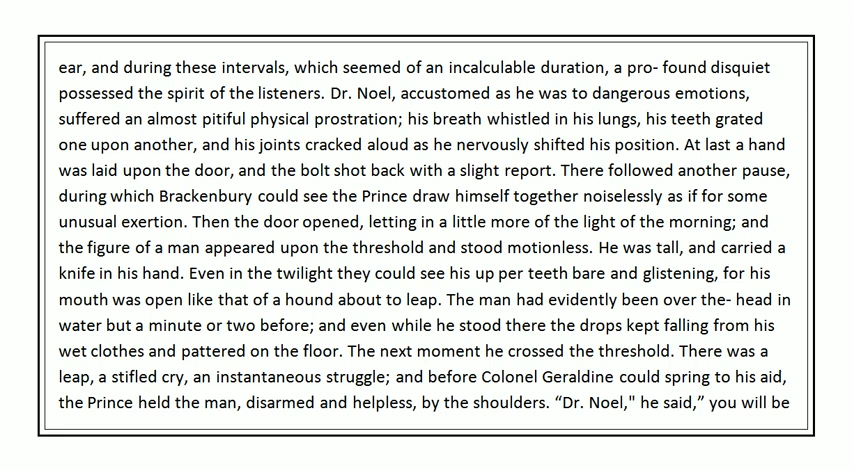 ear, and during these intervals, which seemed of an incalculable duration, a pro- found disquiet
possessed the spirit of the listeners. Dr. Noel, accustomed as he was to dangerous emotions,
suffered an almost pitiful physical prostration; his breath whistled in his lungs, his teeth grated
one upon another, and his joints cracked aloud as he nervously shifted his position. At last a hand
was laid upon the door, and the bolt shot back with a slight report. There followed another pause,
during which Brackenbury could see the Prince draw himself together noiselessly as if for some
unusual exertion. Then the door opened, letting in a little more of the light of the morning; and
the figure of a man appeared upon the threshold and stood motionless. He was tall, and carried a
knife in his hand. Even in the twilight they could see his up per teeth bare and glistening, for his
mouth was open like that of a hound about to leap. The man had evidently been over the- head in
water but a minute or two before; and even while he stood there the drops kept falling from his
wet clothes and pattered on the floor. The next moment he crossed the threshold. There was a
leap, a stifled cry, an instantaneous struggle; and before Colonel Geraldine could spring to his aid,
the Prince held the man, disarmed and helpless, by the shoulders. “Dr. Noel," he said,” you will be